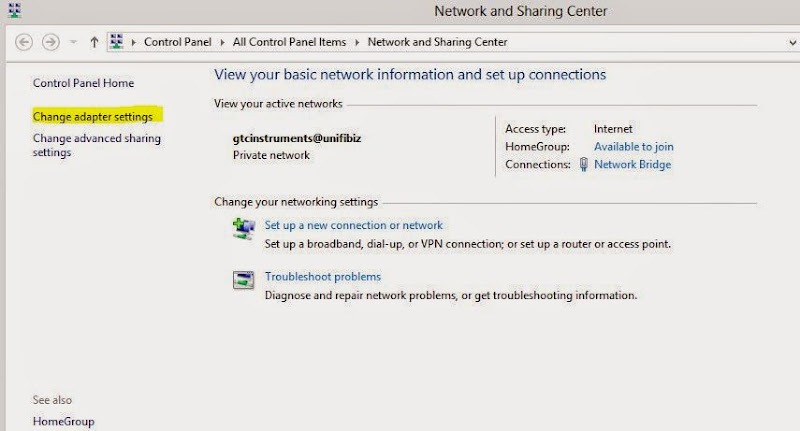 Network and Sharing Center
Control Panel
All Control Panel Items
Network and Sharing Center
Control Panel Home
Change adapter settings
Change advanced sharing
settings
View your basic network information and set up connections
View your active networks
gtcinstruments@unifibiz
Private network
Access type: Internet
HomeGroup: Available to join
Connections: Network Bridge
Change your networking settings
Set up a new connection or network
Set up a broadband, dial-up, or VPN connection; or set up a router or access point.
Troubleshoot problems
Diagnose and repair network problems, or get troubleshooting information.
See also
HomeGroup